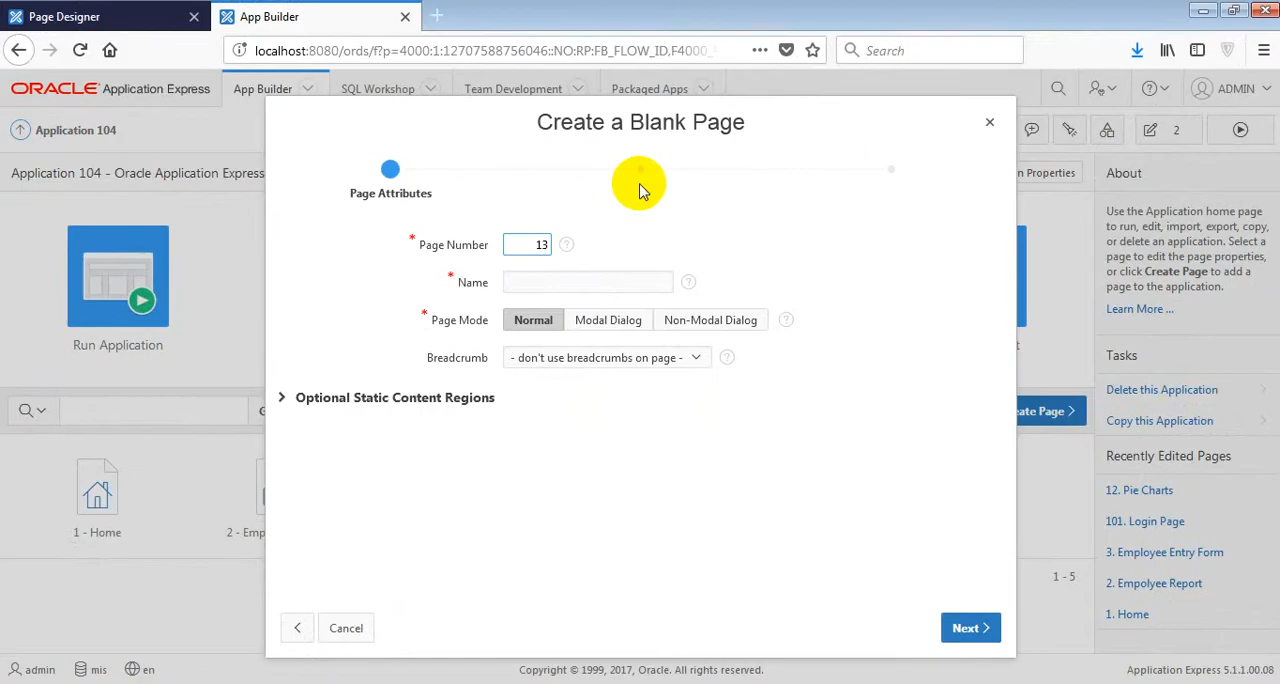 Page Designer
App Builder
localhost:8080/ords/f?p=4000:1:12707588756046::NO:RP:FB_FLOW_ID,F4000_
Search
ORACLE Application Express
App Builder
SQL Workshop
Team Development
Packaged Apps
ADMIN
Application 104
2
Create a Blank Page
Application 104 - Oracle Application Express
n Properties
About
Page Attributes
Use the Application home page
to run, edit, import, export, copy,
or delete an application. Select a
page to edit the page properties,
or click Create Page to add a
page to the application.
Learn More ...
* Page Number 13
* Name
* Page Mode Normal Modal Dialog Non-Modal Dialog
Breadcrumb - don't use breadcrumbs on page -
Optional Static Content Regions
Run Application
Tasks
Delete this Application
Copy this Application
ate Page
Recently Edited Pages
12. Pie Charts
101. Login Page
3. Employee Entry Form
2. Empolyee Report
1. Home
1 - Home
2 - Emp
1 - 5
Cancel
Next
admin
mis
en
Copyright © 1999, 2017, Oracle. All rights reserved.
Application Express 5.1.1.00.08